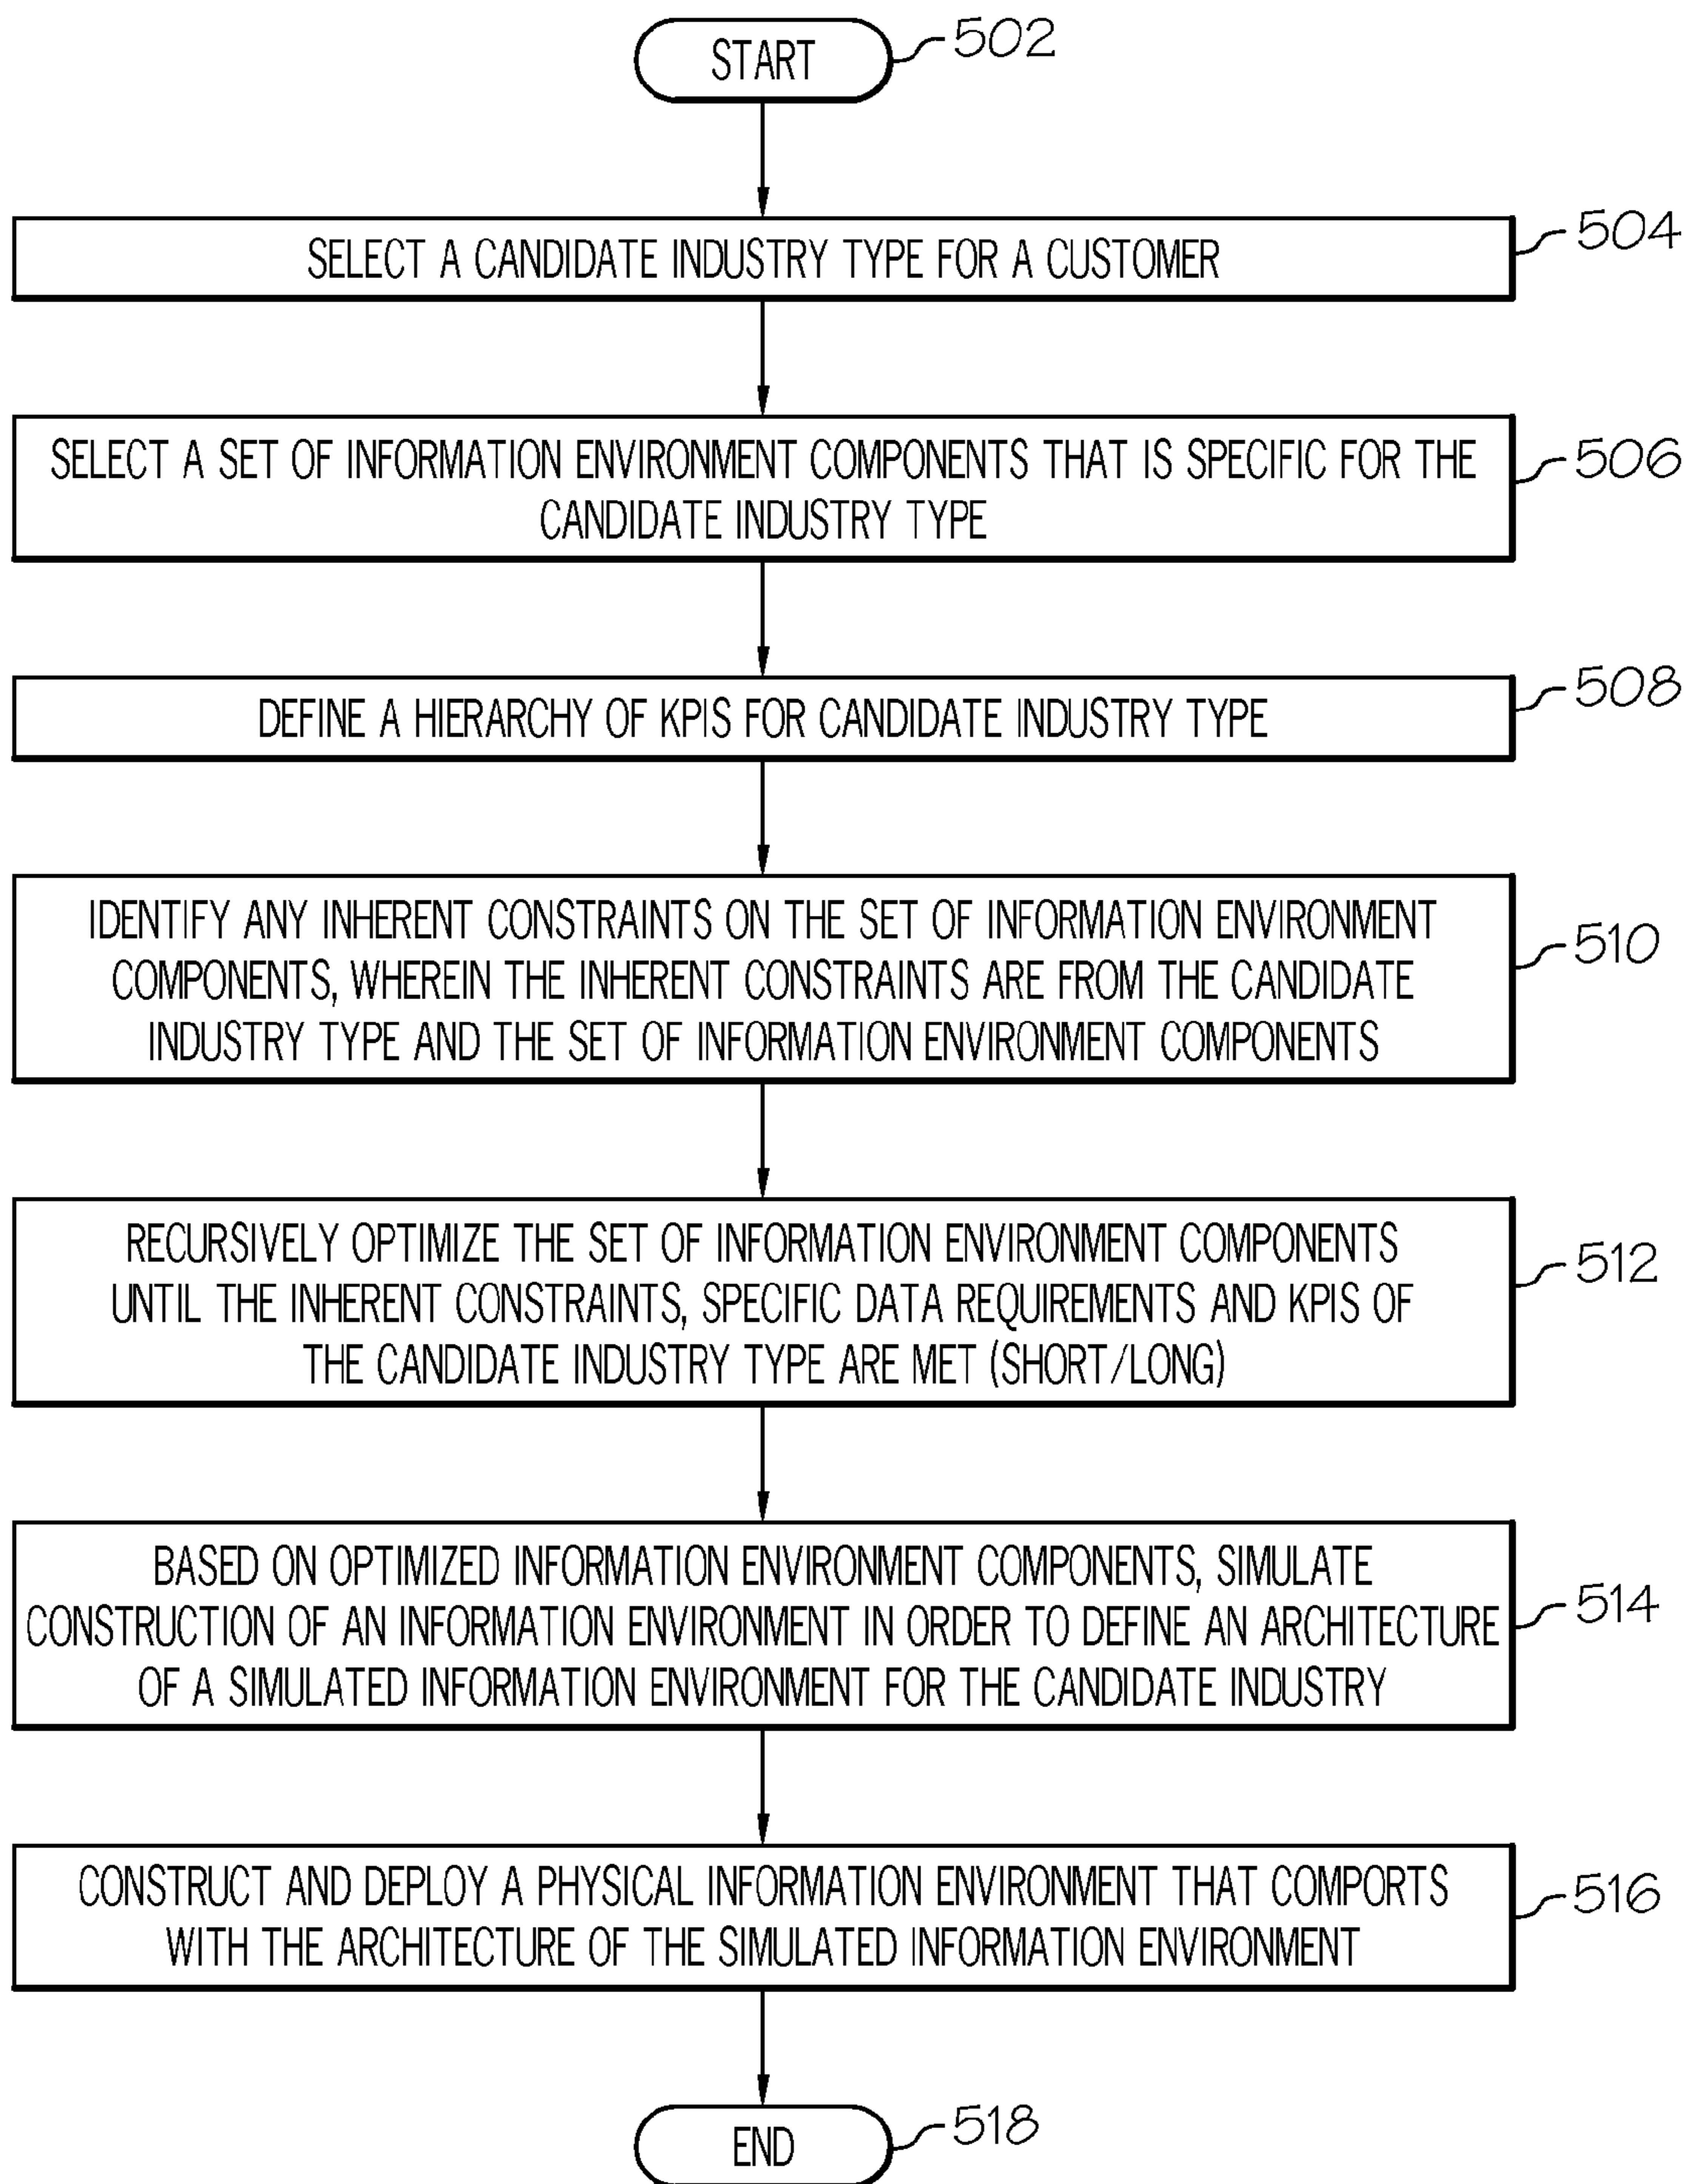 START
502
SELECT A CANDIDATE INDUSTRY TYPE FOR A CUSTOMER
504
SELECT A SET OF INFORMATION ENVIRONMENT COMPONENTS THAT IS SPECIFIC FOR THE
CANDIDATE INDUSTRY TYPE
506
DEFINE A HIERARCHY OF KPIS FOR CANDIDATE INDUSTRY TYPE
508
IDENTIFY ANY INHERENT CONSTRAINTS ON THE SET OF INFORMATION ENVIRONMENT
COMPONENTS, WHEREIN THE INHERENT CONSTRAINTS ARE FROM THE CANDIDATE
INDUSTRY TYPE AND THE SET OF INFORMATION ENVIRONMENT COMPONENTS
510
RECURSIVELY OPTIMIZE THE SET OF INFORMATION ENVIRONMENT COMPONENTS
UNTIL THE INHERENT CONSTRAINTS, SPECIFIC DATA REQUIREMENTS AND KPIS OF
THE CANDIDATE INDUSTRY TYPE ARE MET (SHORT/LONG)
512
BASED ON OPTIMIZED INFORMATION ENVIRONMENT COMPONENTS, SIMULATE
CONSTRUCTION OF AN INFORMATION ENVIRONMENT IN ORDER TO DEFINE AN ARCHITECTURE
OF A SIMULATED INFORMATION ENVIRONMENT FOR THE CANDIDATE INDUSTRY
514
CONSTRUCT AND DEPLOY A PHYSICAL INFORMATION ENVIRONMENT THAT COMPORTS
WITH THE ARCHITECTURE OF THE SIMULATED INFORMATION ENVIRONMENT
516
END
518